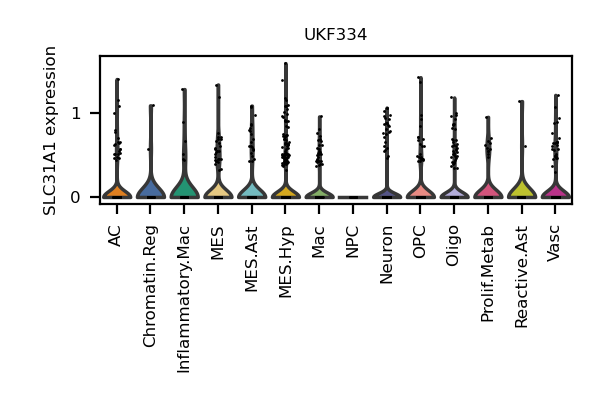 UKF334
SLC31A1 expression
1
0
AC
Chromatin.Reg
Inflammatory.Mac
MES
MES.Ast
MES.Hyp
Mac
NPC
Neuron
OPC
Oligo
Prolif.Metab
Reactive.Ast
Vasc